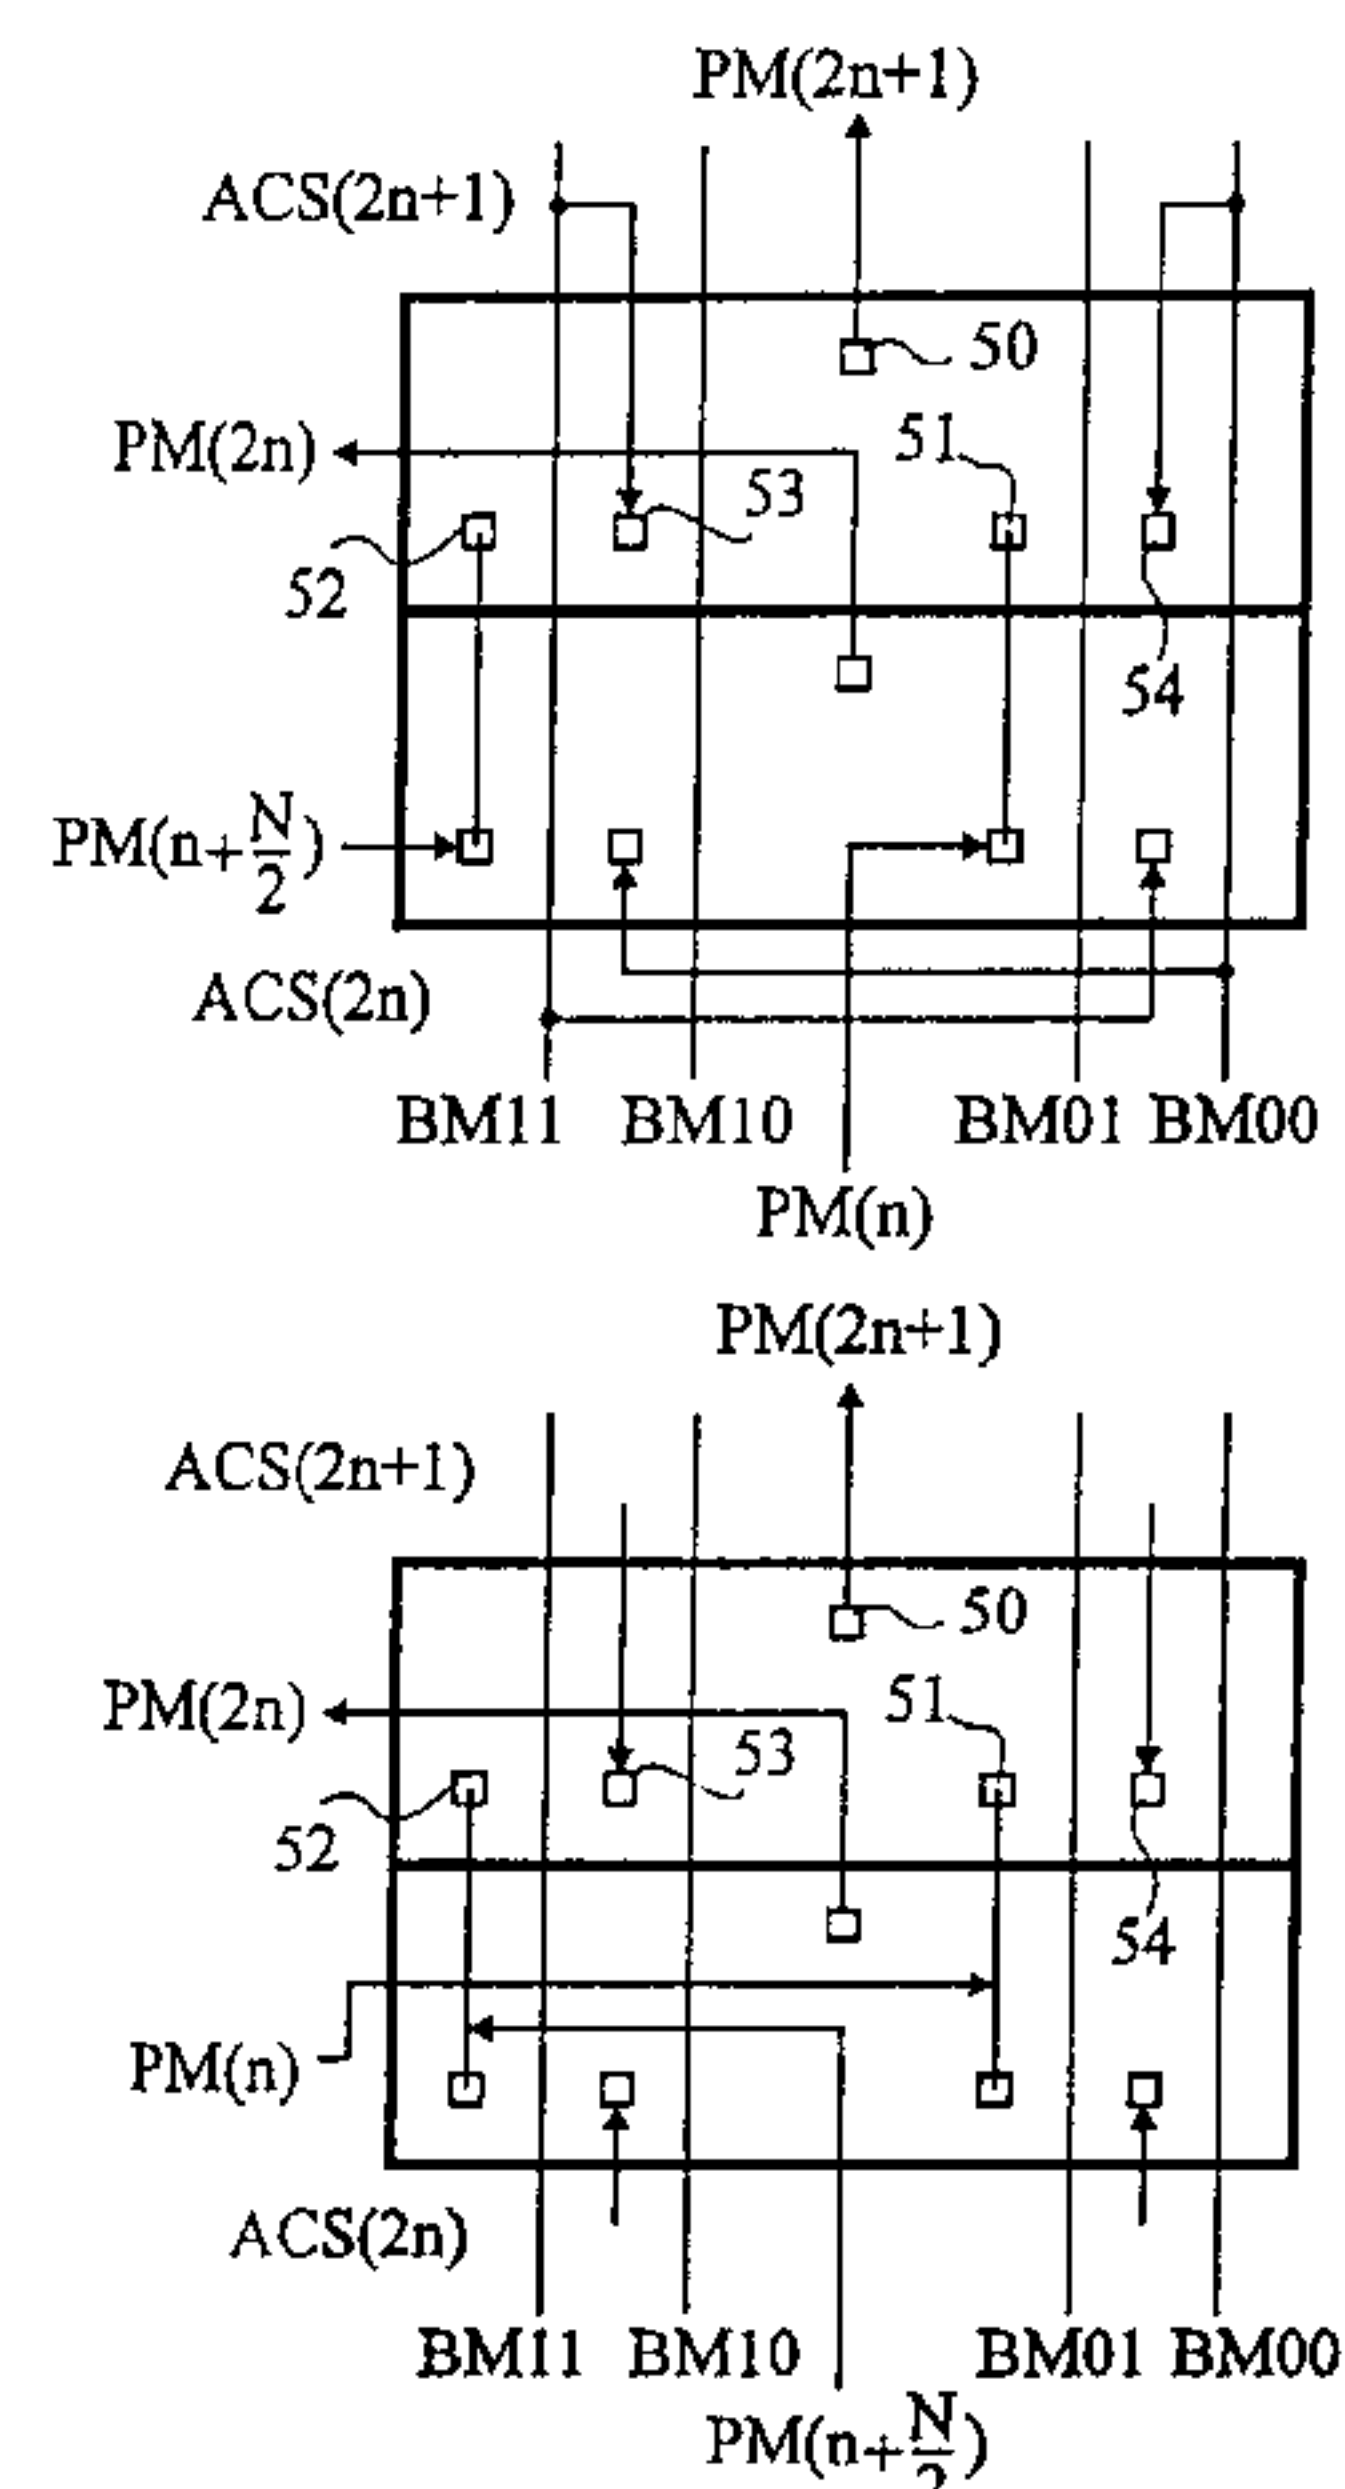 PM(2n+1)
ACS(2n+1)
50
PM(2n)
51
53
52
54
PM(n+N/2)
ACS(2n)
BM11 BM10 BM01 BM00
PM(n)
PM(2n+1)
ACS(2n+1)
50
PM(2n)
51
53
52
54
PM(n)
ACS(2n)
BM11 BM10 BM01 BM00
PM(n+N/2)